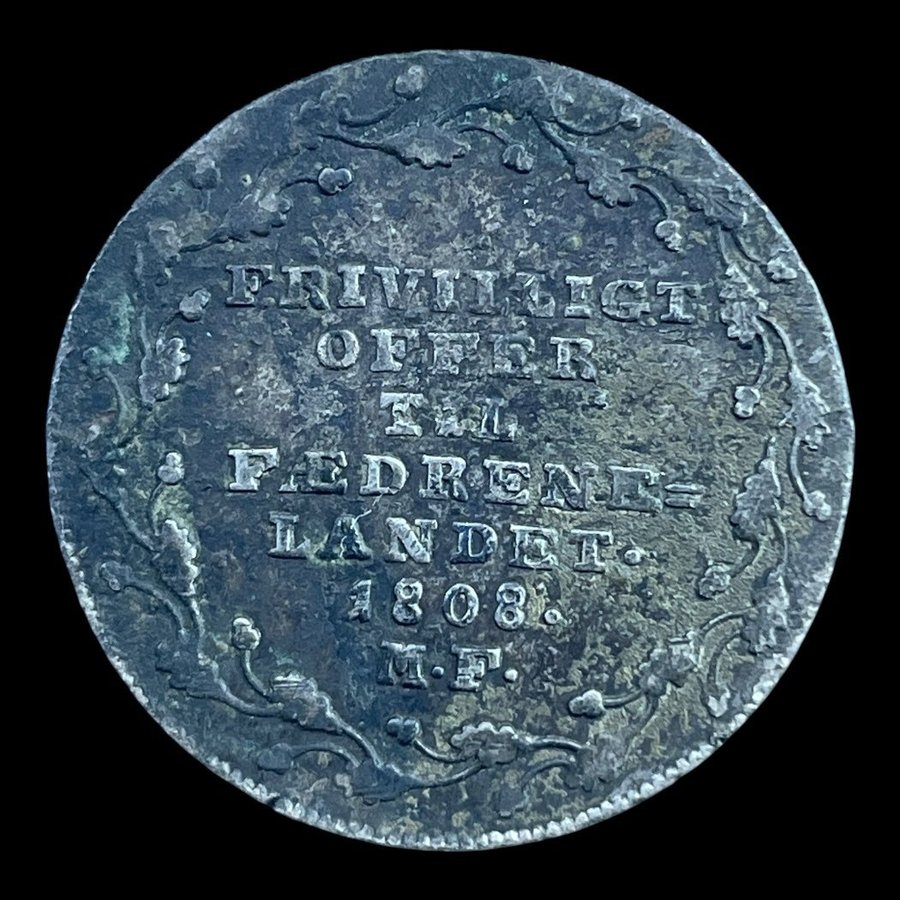 FRIVILLIGT
OFFER
TIL
FÆDRENE=
LANDET.
1808.
M.F.